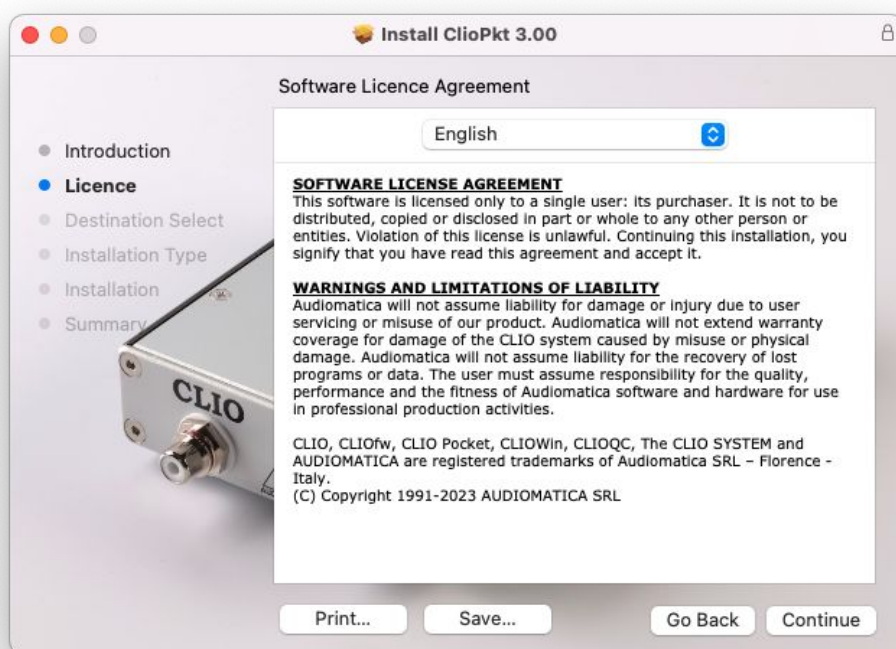 Install ClioPkt 3.00
Software Licence Agreement
Introduction
Licence
Destination Select
Installation Type
Installation
Summary
English
SOFTWARE LICENSE AGREEMENT
This software is licensed only to a single user: its purchaser. It is not to be
distributed, copied or disclosed in part or whole to any other person or
entities. Violation of this license is unlawful. Continuing this installation, you
signify that you have read this agreement and accept it.
WARNINGS AND LIMITATIONS OF LIABILITY
Audiomatica will not assume liability for damage or injury due to user
servicing or misuse of our product. Audiomatica will not extend warranty
coverage for damage of the CLIO system caused by misuse or physical
damage. Audiomatica will not assume liability for the recovery of lost
programs or data. The user must assume responsibility for the quality,
performance and the fitness of Audiomatica software and hardware for use
in professional production activities.
CLIO, CLIOfw, CLIO Pocket, CLIOWin, CLIOQC, The CLIO SYSTEM and
AUDIOMATICA are registered trademarks of Audiomatica SRL – Florence -
Italy.
(C) Copyright 1991-2023 AUDIOMATICA SRL
CLIO
Print...
Save...
Go Back
Continue